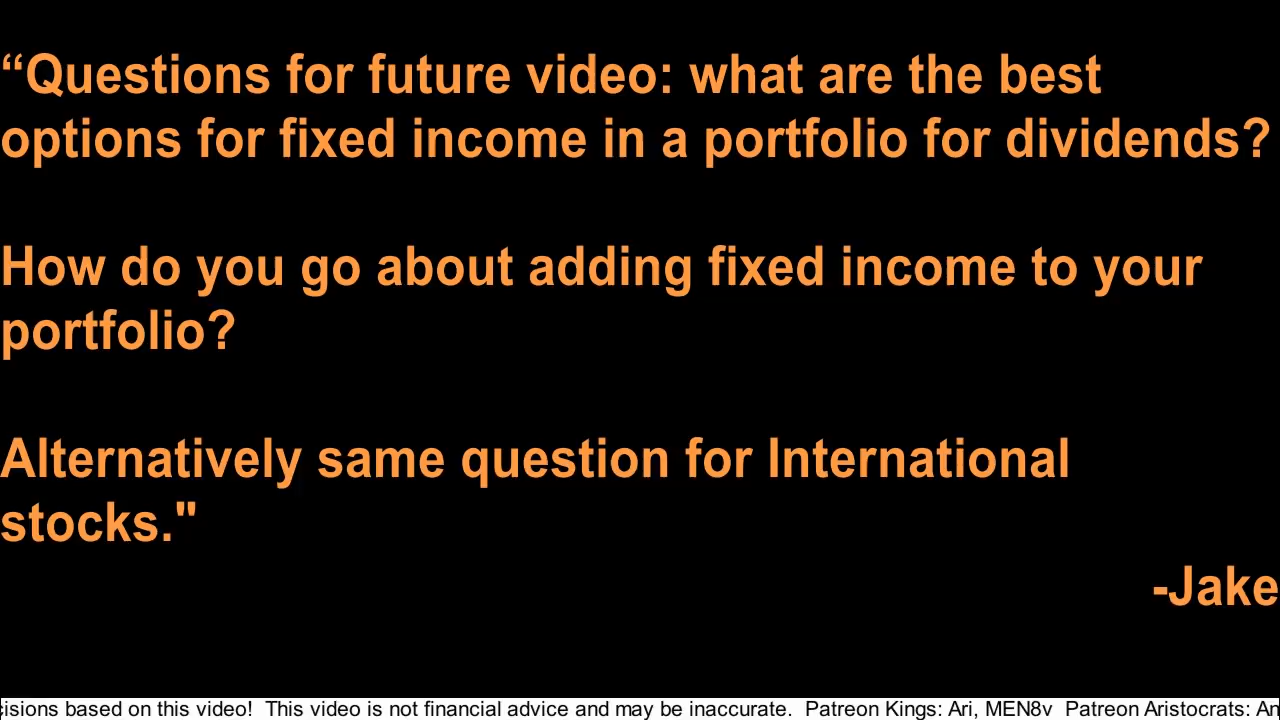 “Questions for future video: what are the best
options for fixed income in a portfolio for dividends?
How do you go about adding fixed income to your
portfolio?
Alternatively same question for International
stocks."
-Jake
based on this video!  This video is not financial advice and may be inaccurate.  Patreon Kings: Ari, MEN8v  Patreon Aristocrats: